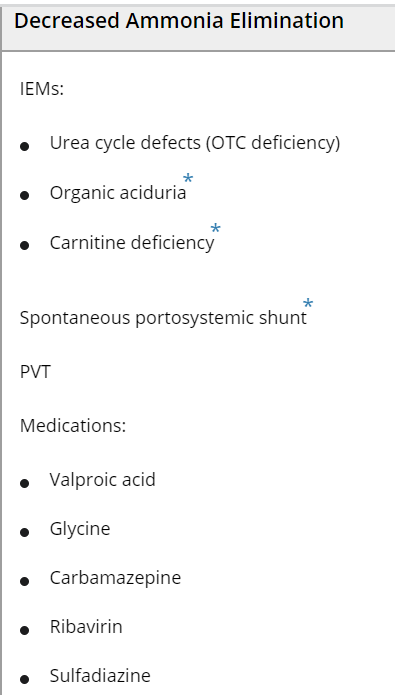 Decreased Ammonia Elimination
IEMs:
● Urea cycle defects (OTC deficiency)
● Organic aciduria*
● Carnitine deficiency*
Spontaneous portosystemic shunt*
PVT
Medications:
● Valproic acid
● Glycine
● Carbamazepine
● Ribavirin
● Sulfadiazine